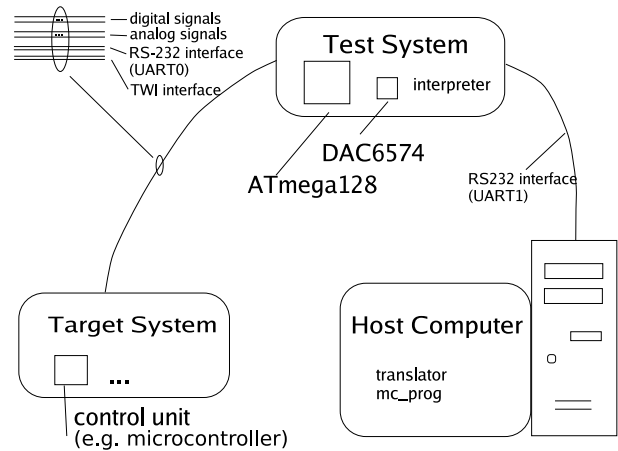 digital signals
analog signals
RS-232 interface
(UART0)
TWI interface
Test System
interpreter
DAC6574
ATmega128
RS232 interface
(UART1)
Target System
...
control unit
(e.g. microcontroller)
Host Computer
translator
mc_prog